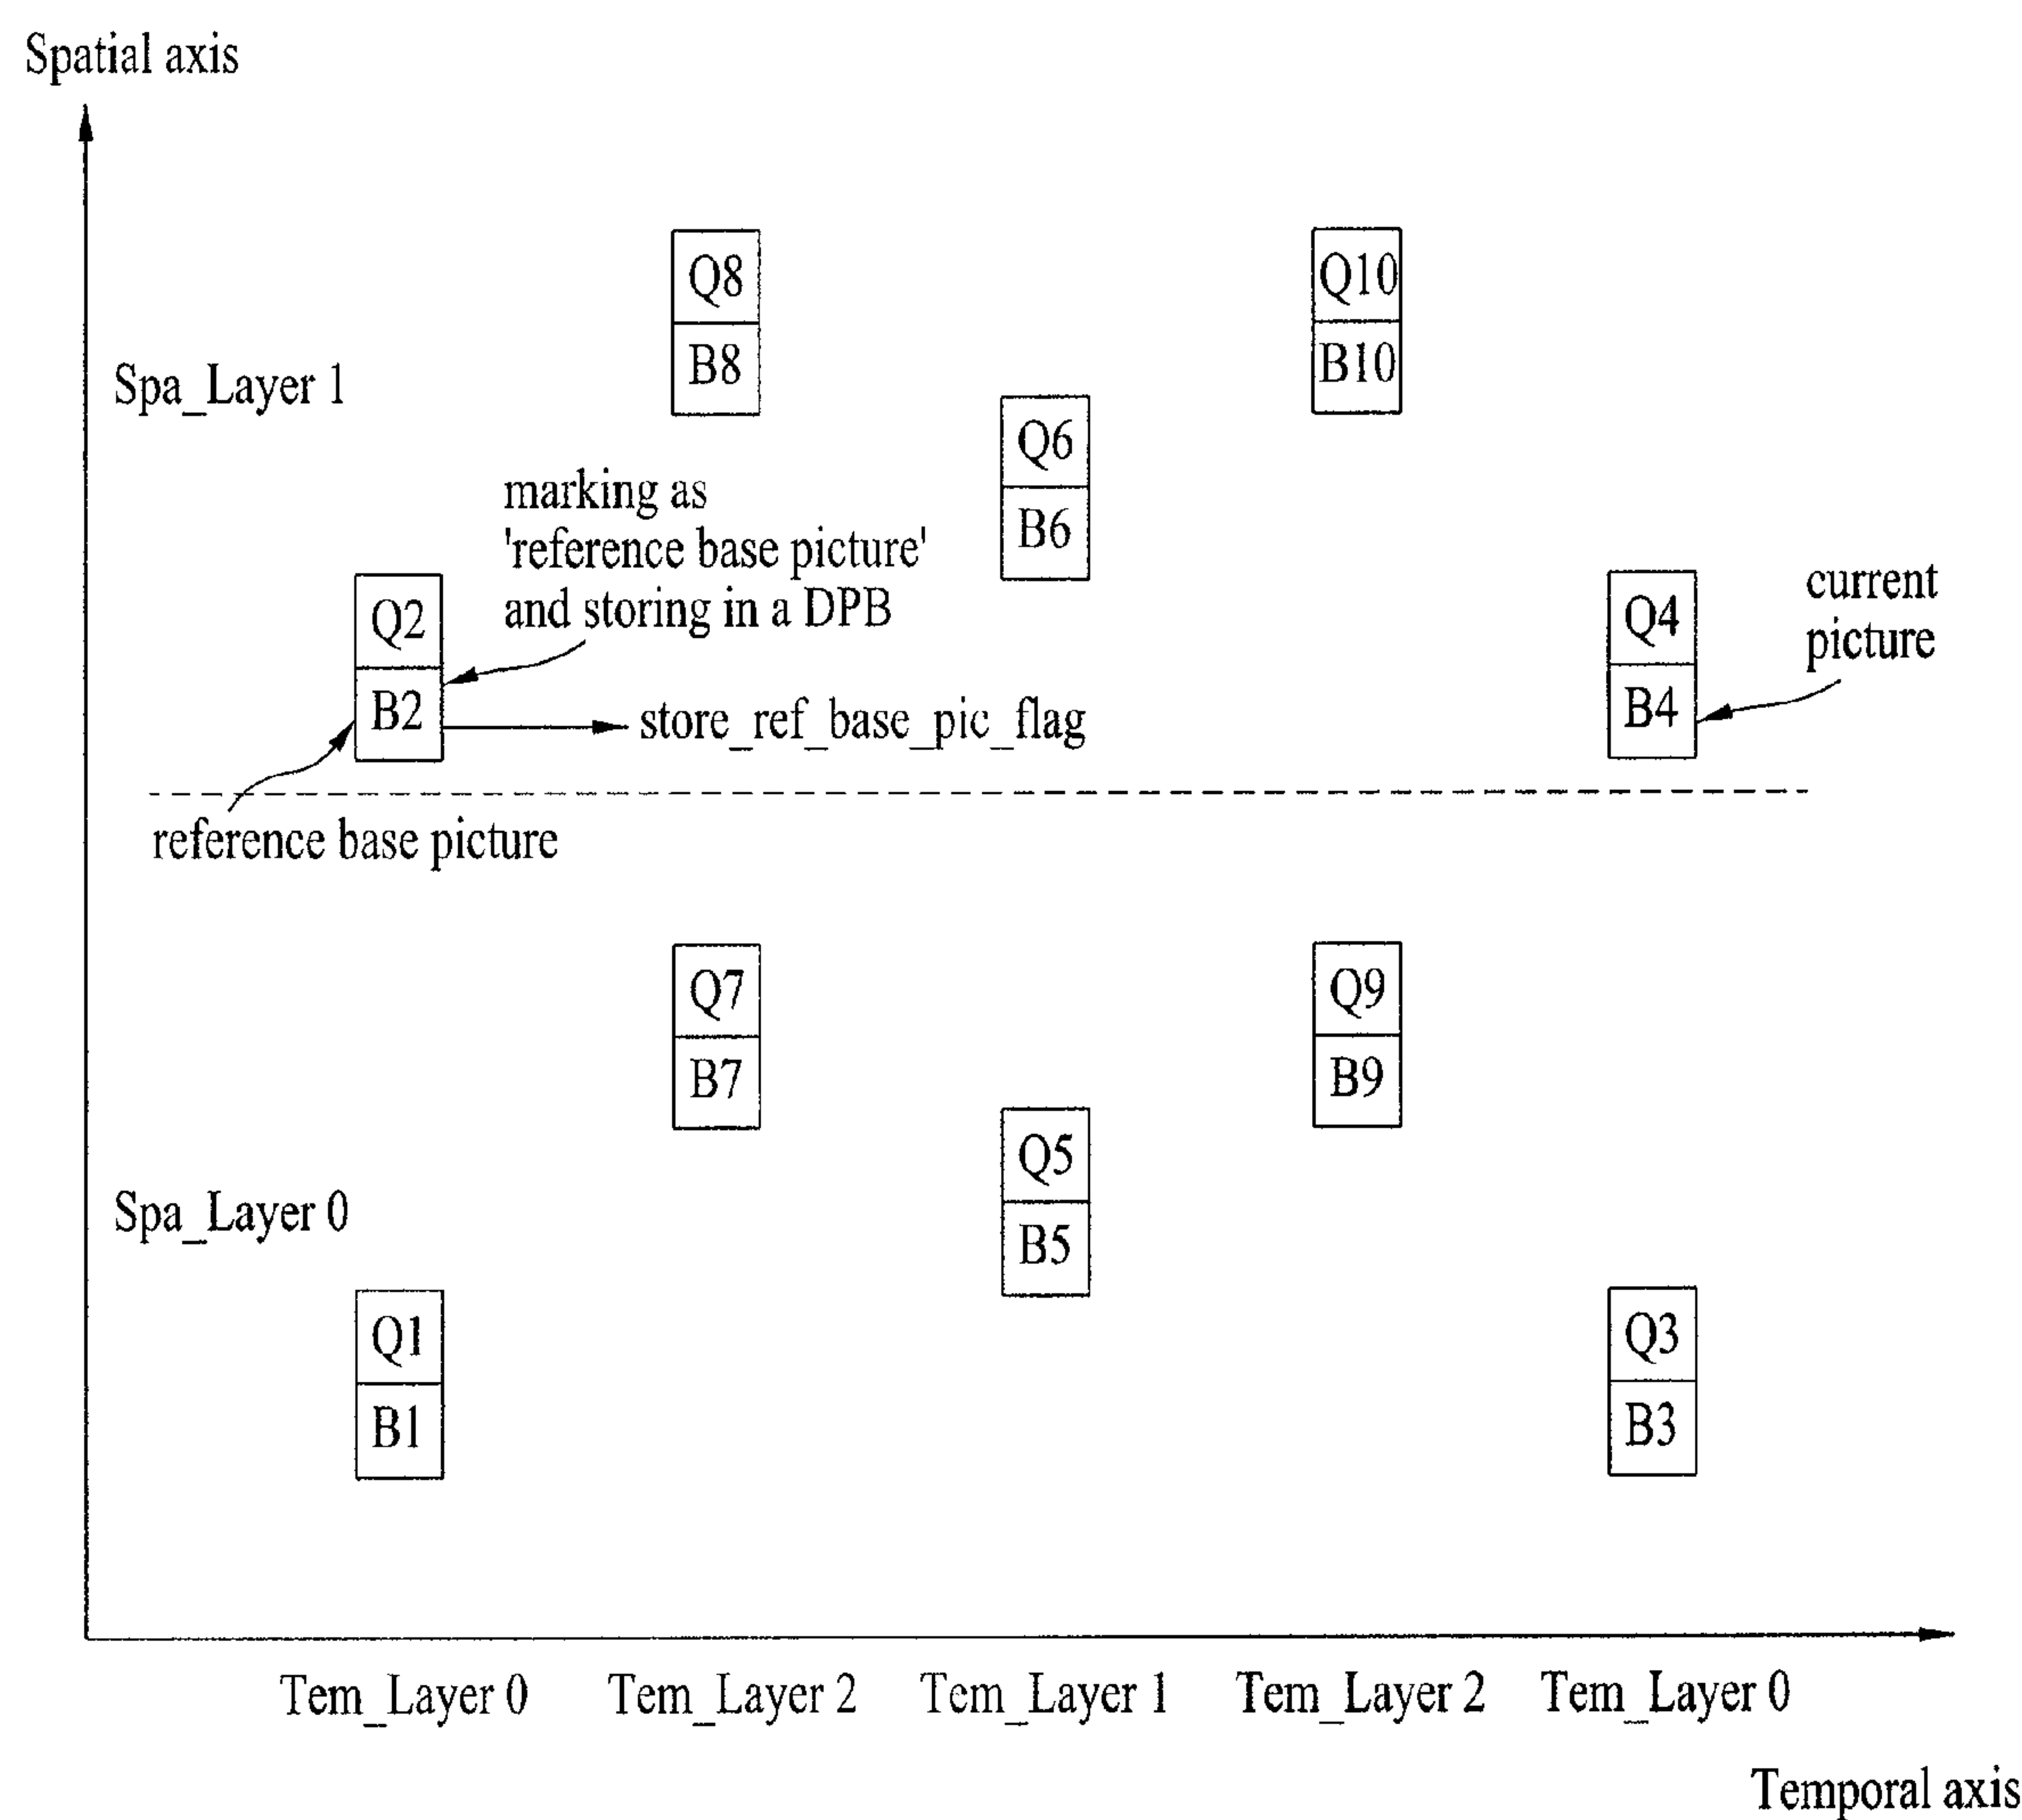 Spatial axis
Q8
Q10
B8
B10
Spa_Layer 1
Q6
marking as
'reference base picture'
and storing in a DPB
B6
current
picture
Q2
Q4
B2
store_ref_base_pic_flag
B4
reference base picture
Q7
Q9
B7
B9
Q5
Spa_Layer 0
B5
Q1
Q3
B1
B3
Tem_Layer 0 Tem_Layer 2 Tem_Layer 1 Tem_Layer 2 Tem_Layer 0
Temporal axis